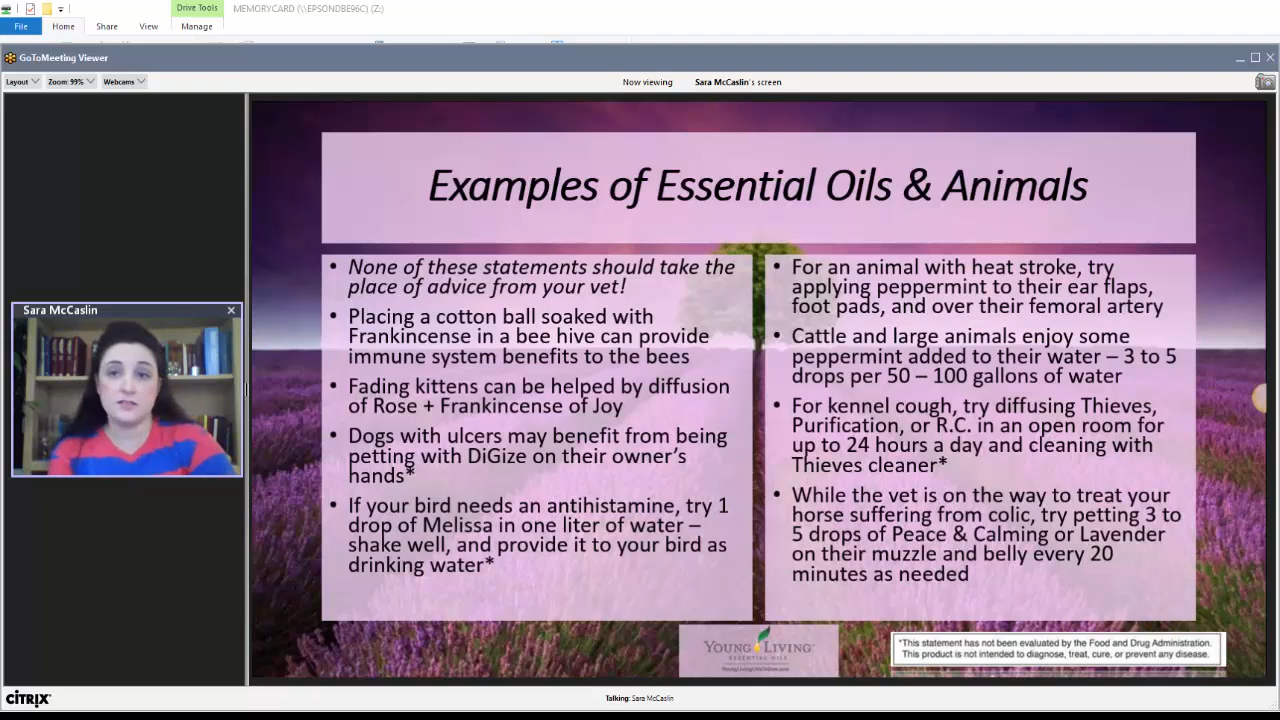 Drive Tools
MEMORYCARD (\\EPSONDBE96C) (Z:)
File
Home
Share
View
Manage
GoToMeeting Viewer
Layout
Zoom: 99%
Webcams
Now viewing
Sara McCaslin's screen
Sara McCaslin
Examples of Essential Oils & Animals
• None of these statements should take the
place of advice from your vet!
• Placing a cotton ball soaked with
Frankincense in a bee hive can provide
immune system benefits to the bees
• Fading kittens can be helped by diffusion
of Rose + Frankincense of Joy
• Dogs with ulcers may benefit from being
petting with DiGize on their owner's
hands*
• If your bird needs an antihistamine, try 1
drop of Melissa in one liter of water –
shake well, and provide it to your bird as
drinking water*
• For an animal with heat stroke, try
applying peppermint to their ear flaps,
foot pads, and over their femoral artery
• Cattle and large animals enjoy some
peppermint added to their water – 3 to 5
drops per 50 – 100 gallons of water
• For kennel cough, try diffusing Thieves,
Purification, or R.C. in an open room for
up to 24 hours a day and cleaning with
Thieves cleaner*
• While the vet is on the way to treat your
horse suffering from colic, try petting 3 to
5 drops of Peace & Calming or Lavender
on their muzzle and belly every 20
minutes as needed
YOUNG LIVING
ESSENTIAL OILS
YoungLivingOnline.com
*This statement has not been evaluated by the Food and Drug Administration.
This product is not intended to diagnose, treat, cure, or prevent any disease.
CITRIX
Talking: Sara McCaslin